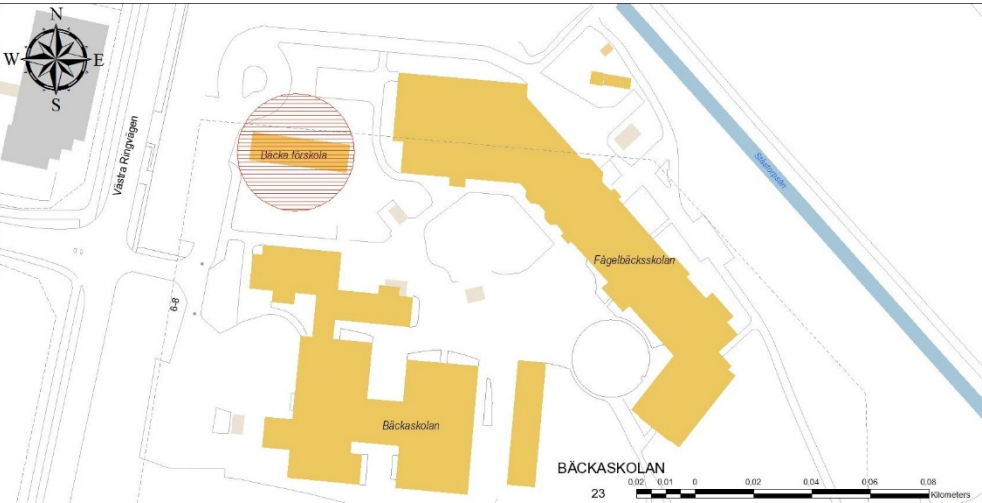 N
W E
S
Västra Ringvägen
Bäcka förskola
Fågelbäcksskolan
6-8
Bäckaskolan
BÄCKASKOLAN
23
0.02 0.01 0 0.02 0.04 0.06 0.08
Kilometers